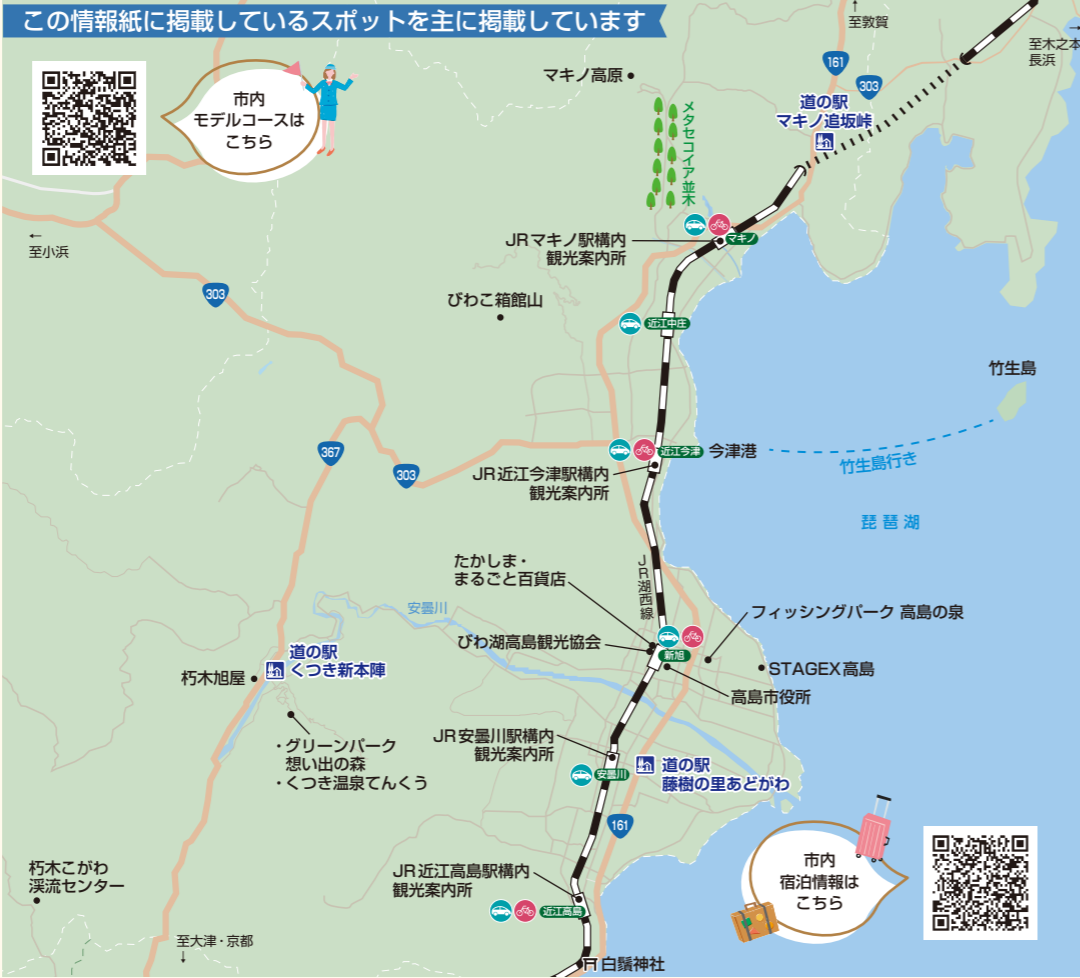 この情報紙に掲載しているスポットを主に掲載しています
至敦賀
至木之本
長浜
市内
モデルコースは
こちら
マキノ高原
161
303
道の駅
マキノ追坂峠
メタセコイア並木
至小浜
JRマキノ駅構内
観光案内所
マキノ
303
びわこ箱館山
近江中庄
竹生島
367
303
近江今津
今津港
竹生島行き
JR近江今津駅構内
観光案内所
琵琶湖
たかしま・
まるごと百貨店
JR湖西線
安曇川
フィッシングパーク 高島の泉
びわ湖高島観光協会
新旭
道の駅
くつき新本陣
朽木旭屋
STAGEX高島
高島市役所
・グリーンパーク
想い出の森
・くつき温泉てんくう
JR安曇川駅構内
観光案内所
安曇川
道の駅
藤樹の里あどがわ
161
朽木こがわ
渓流センター
JR近江高島駅構内
観光案内所
近江高島
市内
宿泊情報は
こちら
至大津・京都
白鬚神社